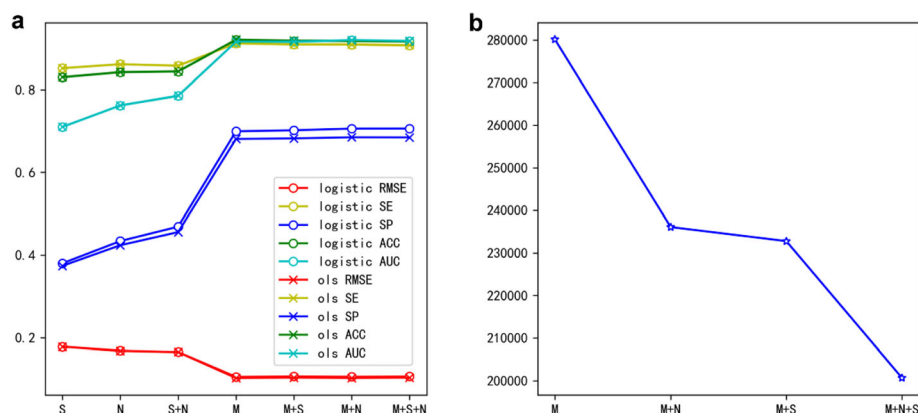 a
0.8
0.6
0.4
0.2
logistic RMSE
logistic SE
logistic SP
logistic ACC
logistic AUC
ols RMSE
ols SE
ols SP
ols ACC
ols AUC
S N S+N M M+S M+N M+S+N
b
280000
270000
260000
250000
240000
230000
220000
210000
200000
M M+N M+S M+N+S